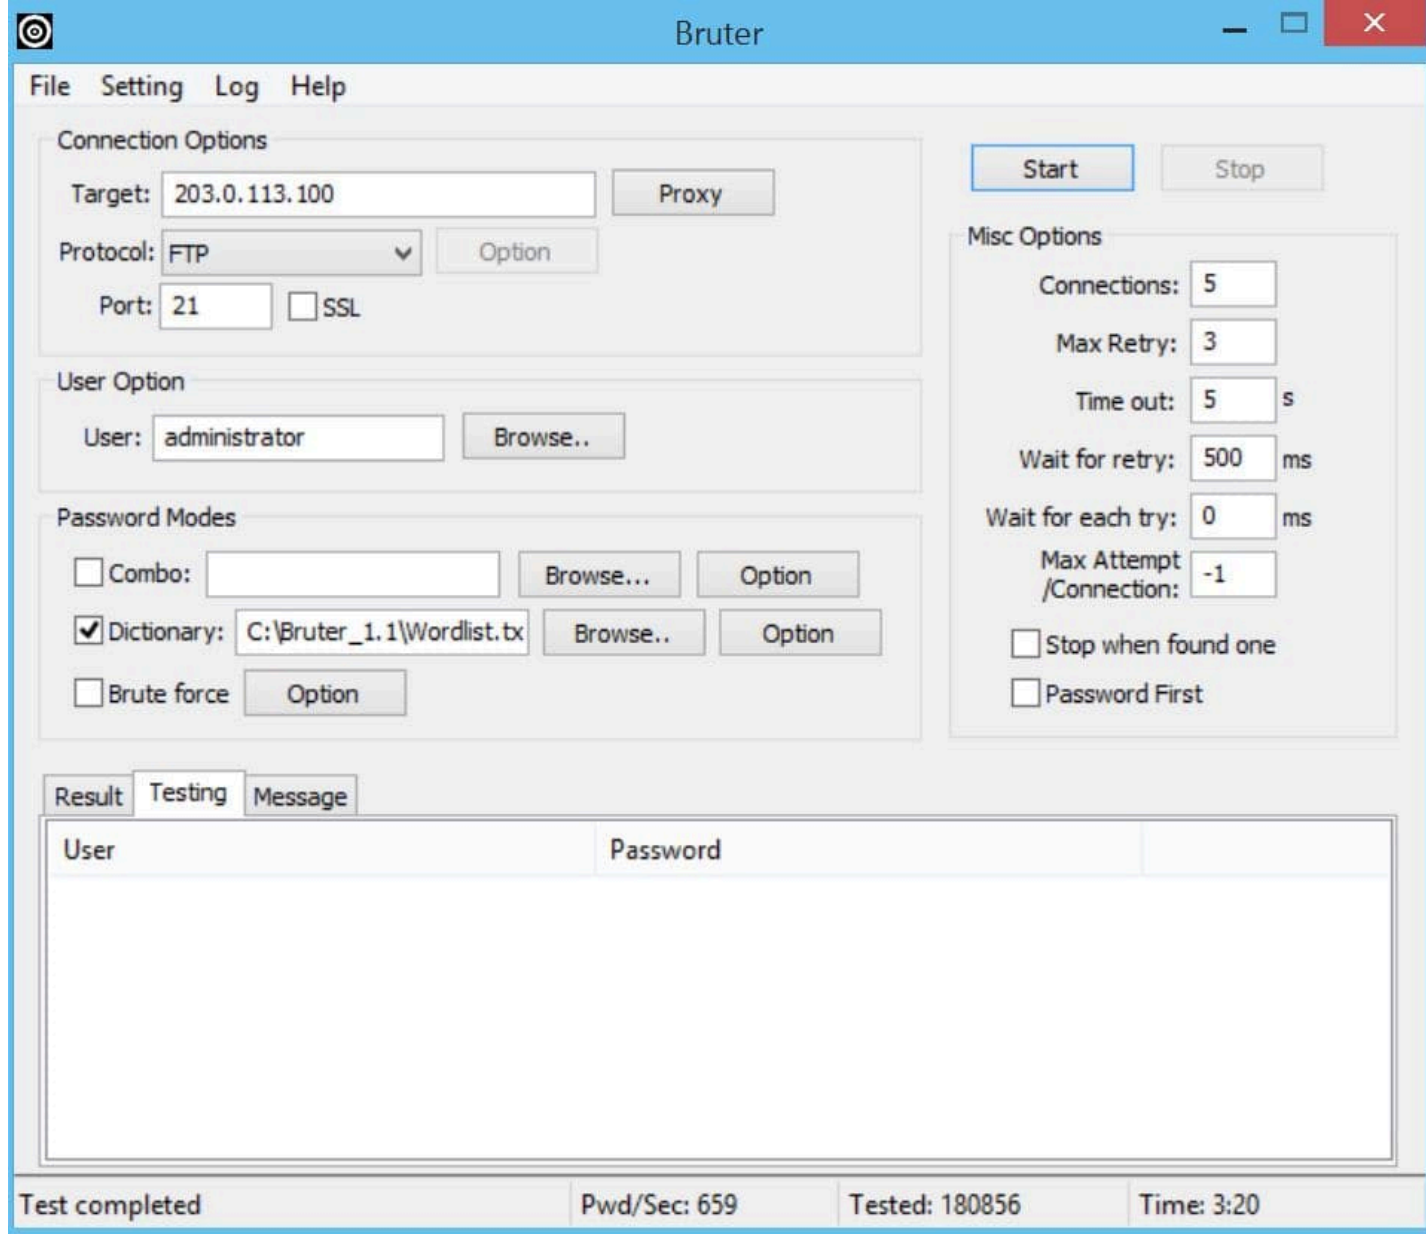 Bruter
File Setting Log Help
Connection Options
Target: 203.0.113.100 Proxy
Protocol: FTP Option
Port: 21 SSL
User Option
User: administrator Browse..
Password Modes
Combo: Browse... Option
Dictionary: C:\Bruter_1.1\Wordlist.tx Browse.. Option
Brute force Option
Start Stop
Misc Options
Connections: 5
Max Retry: 3
Time out: 5 s
Wait for retry: 500 ms
Wait for each try: 0 ms
Max Attempt
/Connection: -1
Stop when found one
Password First
Result Testing Message
User Password
Test completed Pwd/Sec: 659 Tested: 180856 Time: 3:20